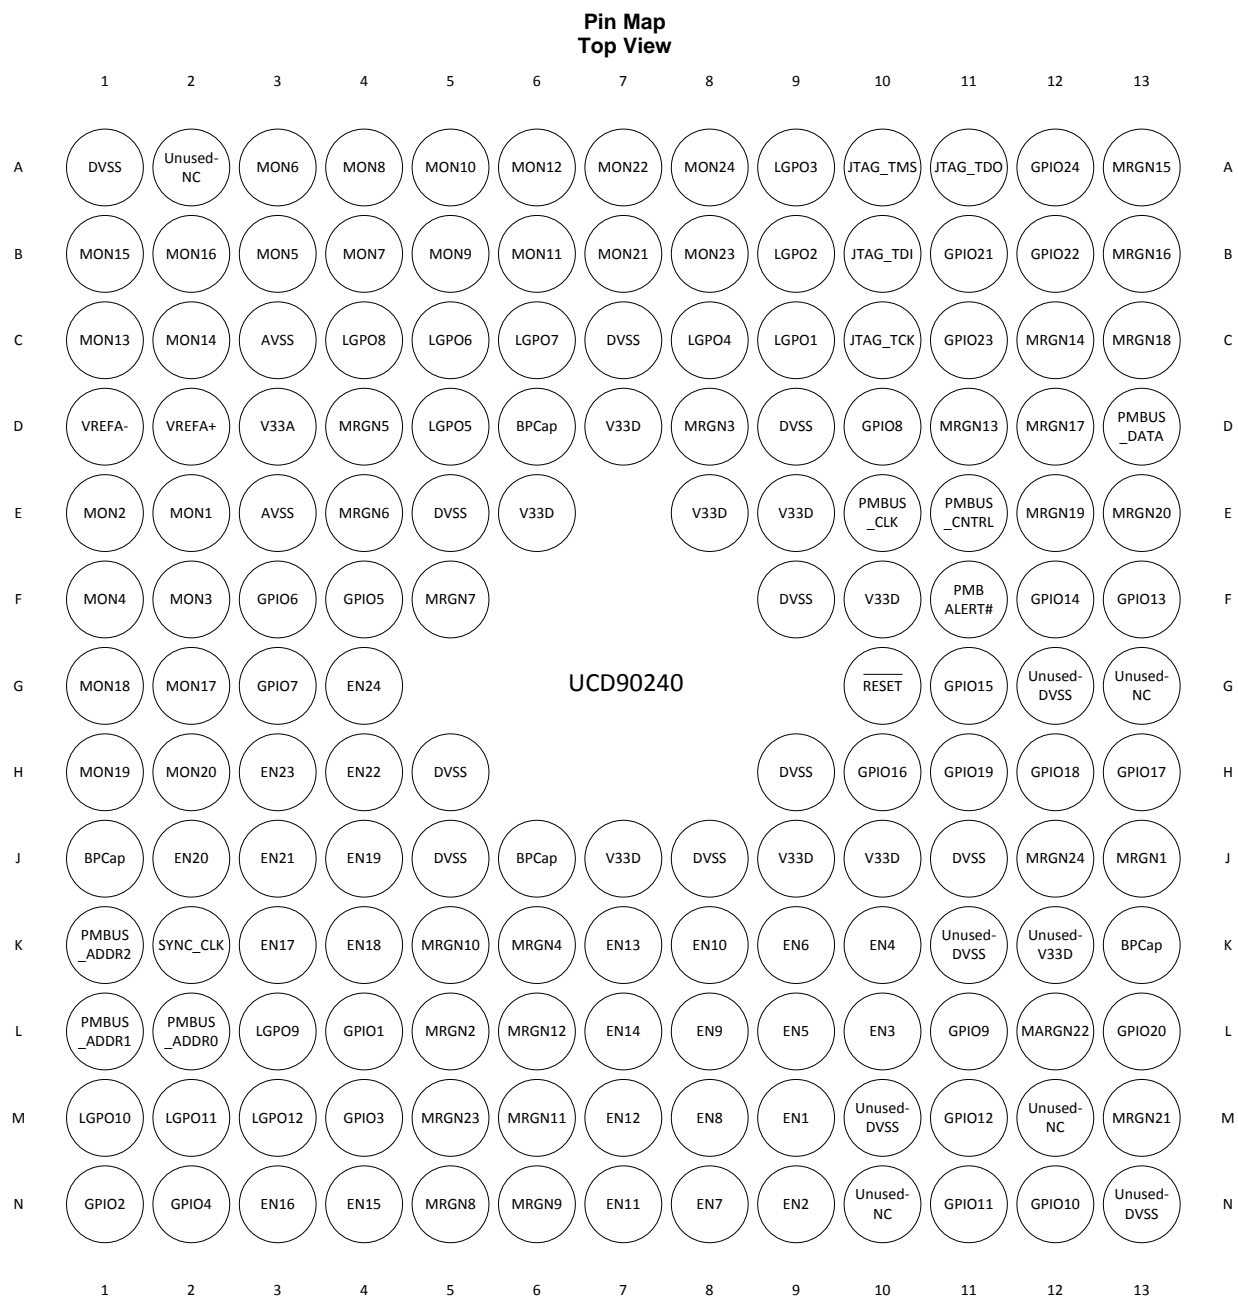 Pin Map
Top View
1 2 3 4 5 6 7 8 9 10 11 12 13
A DVSS Unused-NC MON6 MON8 MON10 MON12 MON22 MON24 LGPO3 JTAG_TMS JTAG_TDO GPIO24 MRGN15 A
B MON15 MON16 MON5 MON7 MON9 MON11 MON21 MON23 LGPO2 JTAG_TDI GPIO21 GPIO22 MRGN16 B
C MON13 MON14 AVSS LGPO8 LGPO6 LGPO7 DVSS LGPO4 LGPO1 JTAG_TCK GPIO23 MRGN14 MRGN18 C
D VREFA- VREFA+ V33A MRGN5 LGPO5 BPCap V33D MRGN3 DVSS GPIO8 MRGN13 MRGN17 PMBUS_DATA D
E MON2 MON1 AVSS MRGN6 DVSS V33D V33D V33D PMBUS_CLK PMBUS_CNTRL MRGN19 MRGN20 E
F MON4 MON3 GPIO6 GPIO5 MRGN7 DVSS V33D PMB ALERT# GPIO14 GPIO13 F
G MON18 MON17 GPIO7 EN24 UCD90240 RESET GPIO15 Unused-DVSS Unused-NC G
H MON19 MON20 EN23 EN22 DVSS DVSS GPIO16 GPIO19 GPIO18 GPIO17 H
J BPCap EN20 EN21 EN19 DVSS BPCap V33D DVSS V33D V33D DVSS MRGN24 MRGN1 J
K PMBUS_ADDR2 SYNC_CLK EN17 EN18 MRGN10 MRGN4 EN13 EN10 EN6 EN4 Unused-DVSS Unused-V33D BPCap K
L PMBUS_ADDR1 PMBUS_ADDR0 LGPO9 GPIO1 MRGN2 MRGN12 EN14 EN9 EN5 EN3 GPIO9 MARGN22 GPIO20 L
M LGPO10 LGPO11 LGPO12 GPIO3 MRGN23 MRGN11 EN12 EN8 EN1 Unused-DVSS GPIO12 Unused-NC MRGN21 M
N GPIO2 GPIO4 EN16 EN15 MRGN8 MRGN9 EN11 EN7 EN2 Unused-NC GPIO11 GPIO10 Unused-DVSS N
1 2 3 4 5 6 7 8 9 10 11 12 13